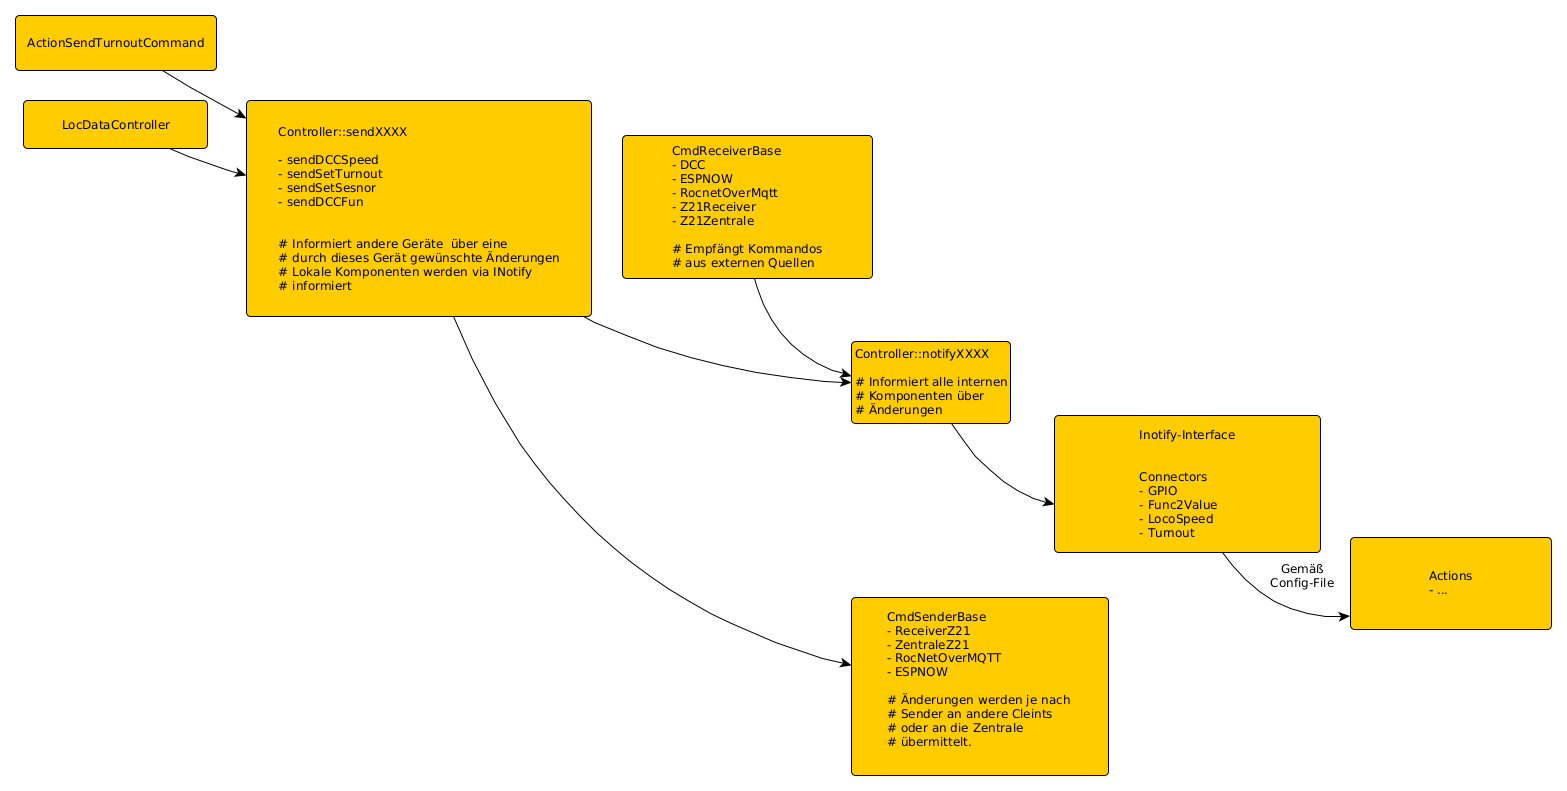 ActionSendTurnoutCommand
LocDataController
Controller::sendXXXX
- sendDCCSpeed
- sendSetTurnout
- sendSetSesnor
- sendDCCFun
# Informiert andere Geräte  über eine
# durch dieses Gerät gewünschte Änderungen
# Lokale Komponenten werden via INotify
# informiert
CmdReceiverBase
- DCC
- ESPNOW
- RocnetOverMqtt
- Z21Receiver
- Z21Zentrale
# Empfängt Kommandos
# aus externen Quellen
Controller::notifyXXXX
# Informiert alle internen
# Komponenten über
# Änderungen
Inotify-Interface
Connectors
- GPIO
- Func2Value
- LocoSpeed
- Turnout
Gemäß
Config-File
Actions
- ...
CmdSenderBase
- ReceiverZ21
- ZentraleZ21
- RocNetOverMQTT
- ESPNOW
# Änderungen werden je nach
# Sender an andere Cleints
# oder an die Zentrale
# übermittelt.